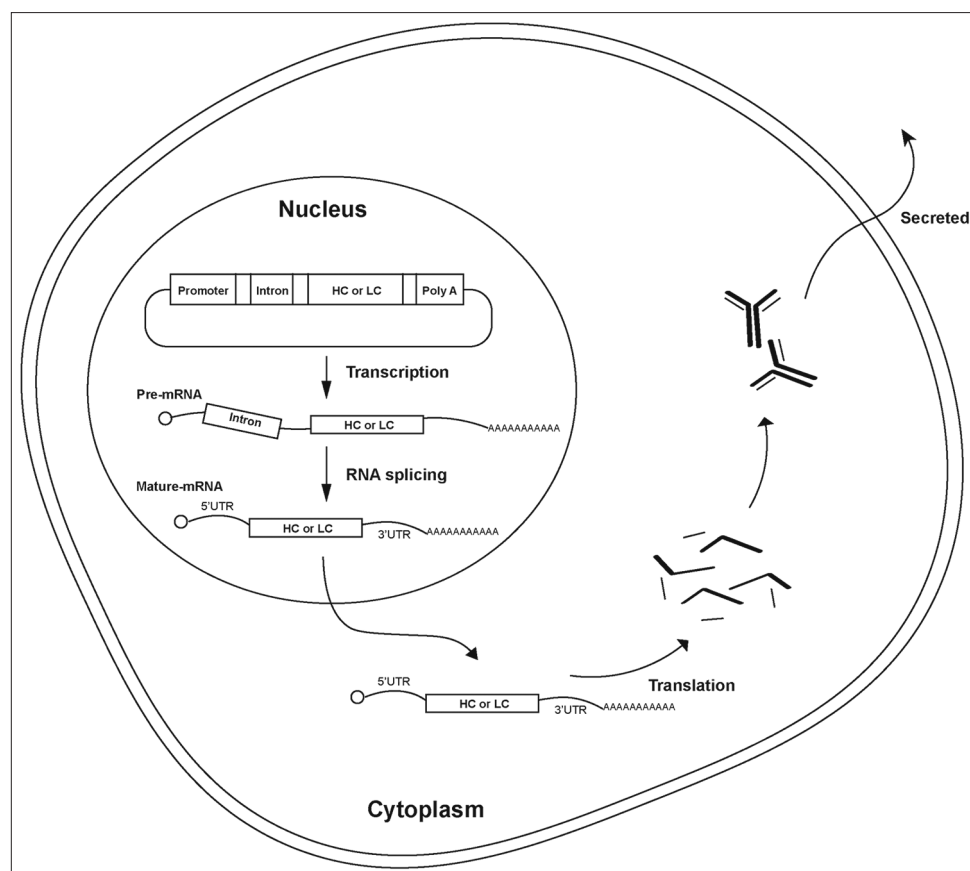 Nucleus
Secreted
Promoter Intron HC or LC Poly A
Transcription
Pre-mRNA
Intron HC or LC AAAAAAAAAAA
RNA splicing
Mature-mRNA
5'UTR
HC or LC 3'UTR AAAAAAAAAAA
5'UTR
Translation
HC or LC 3'UTR AAAAAAAAAAA
Cytoplasm